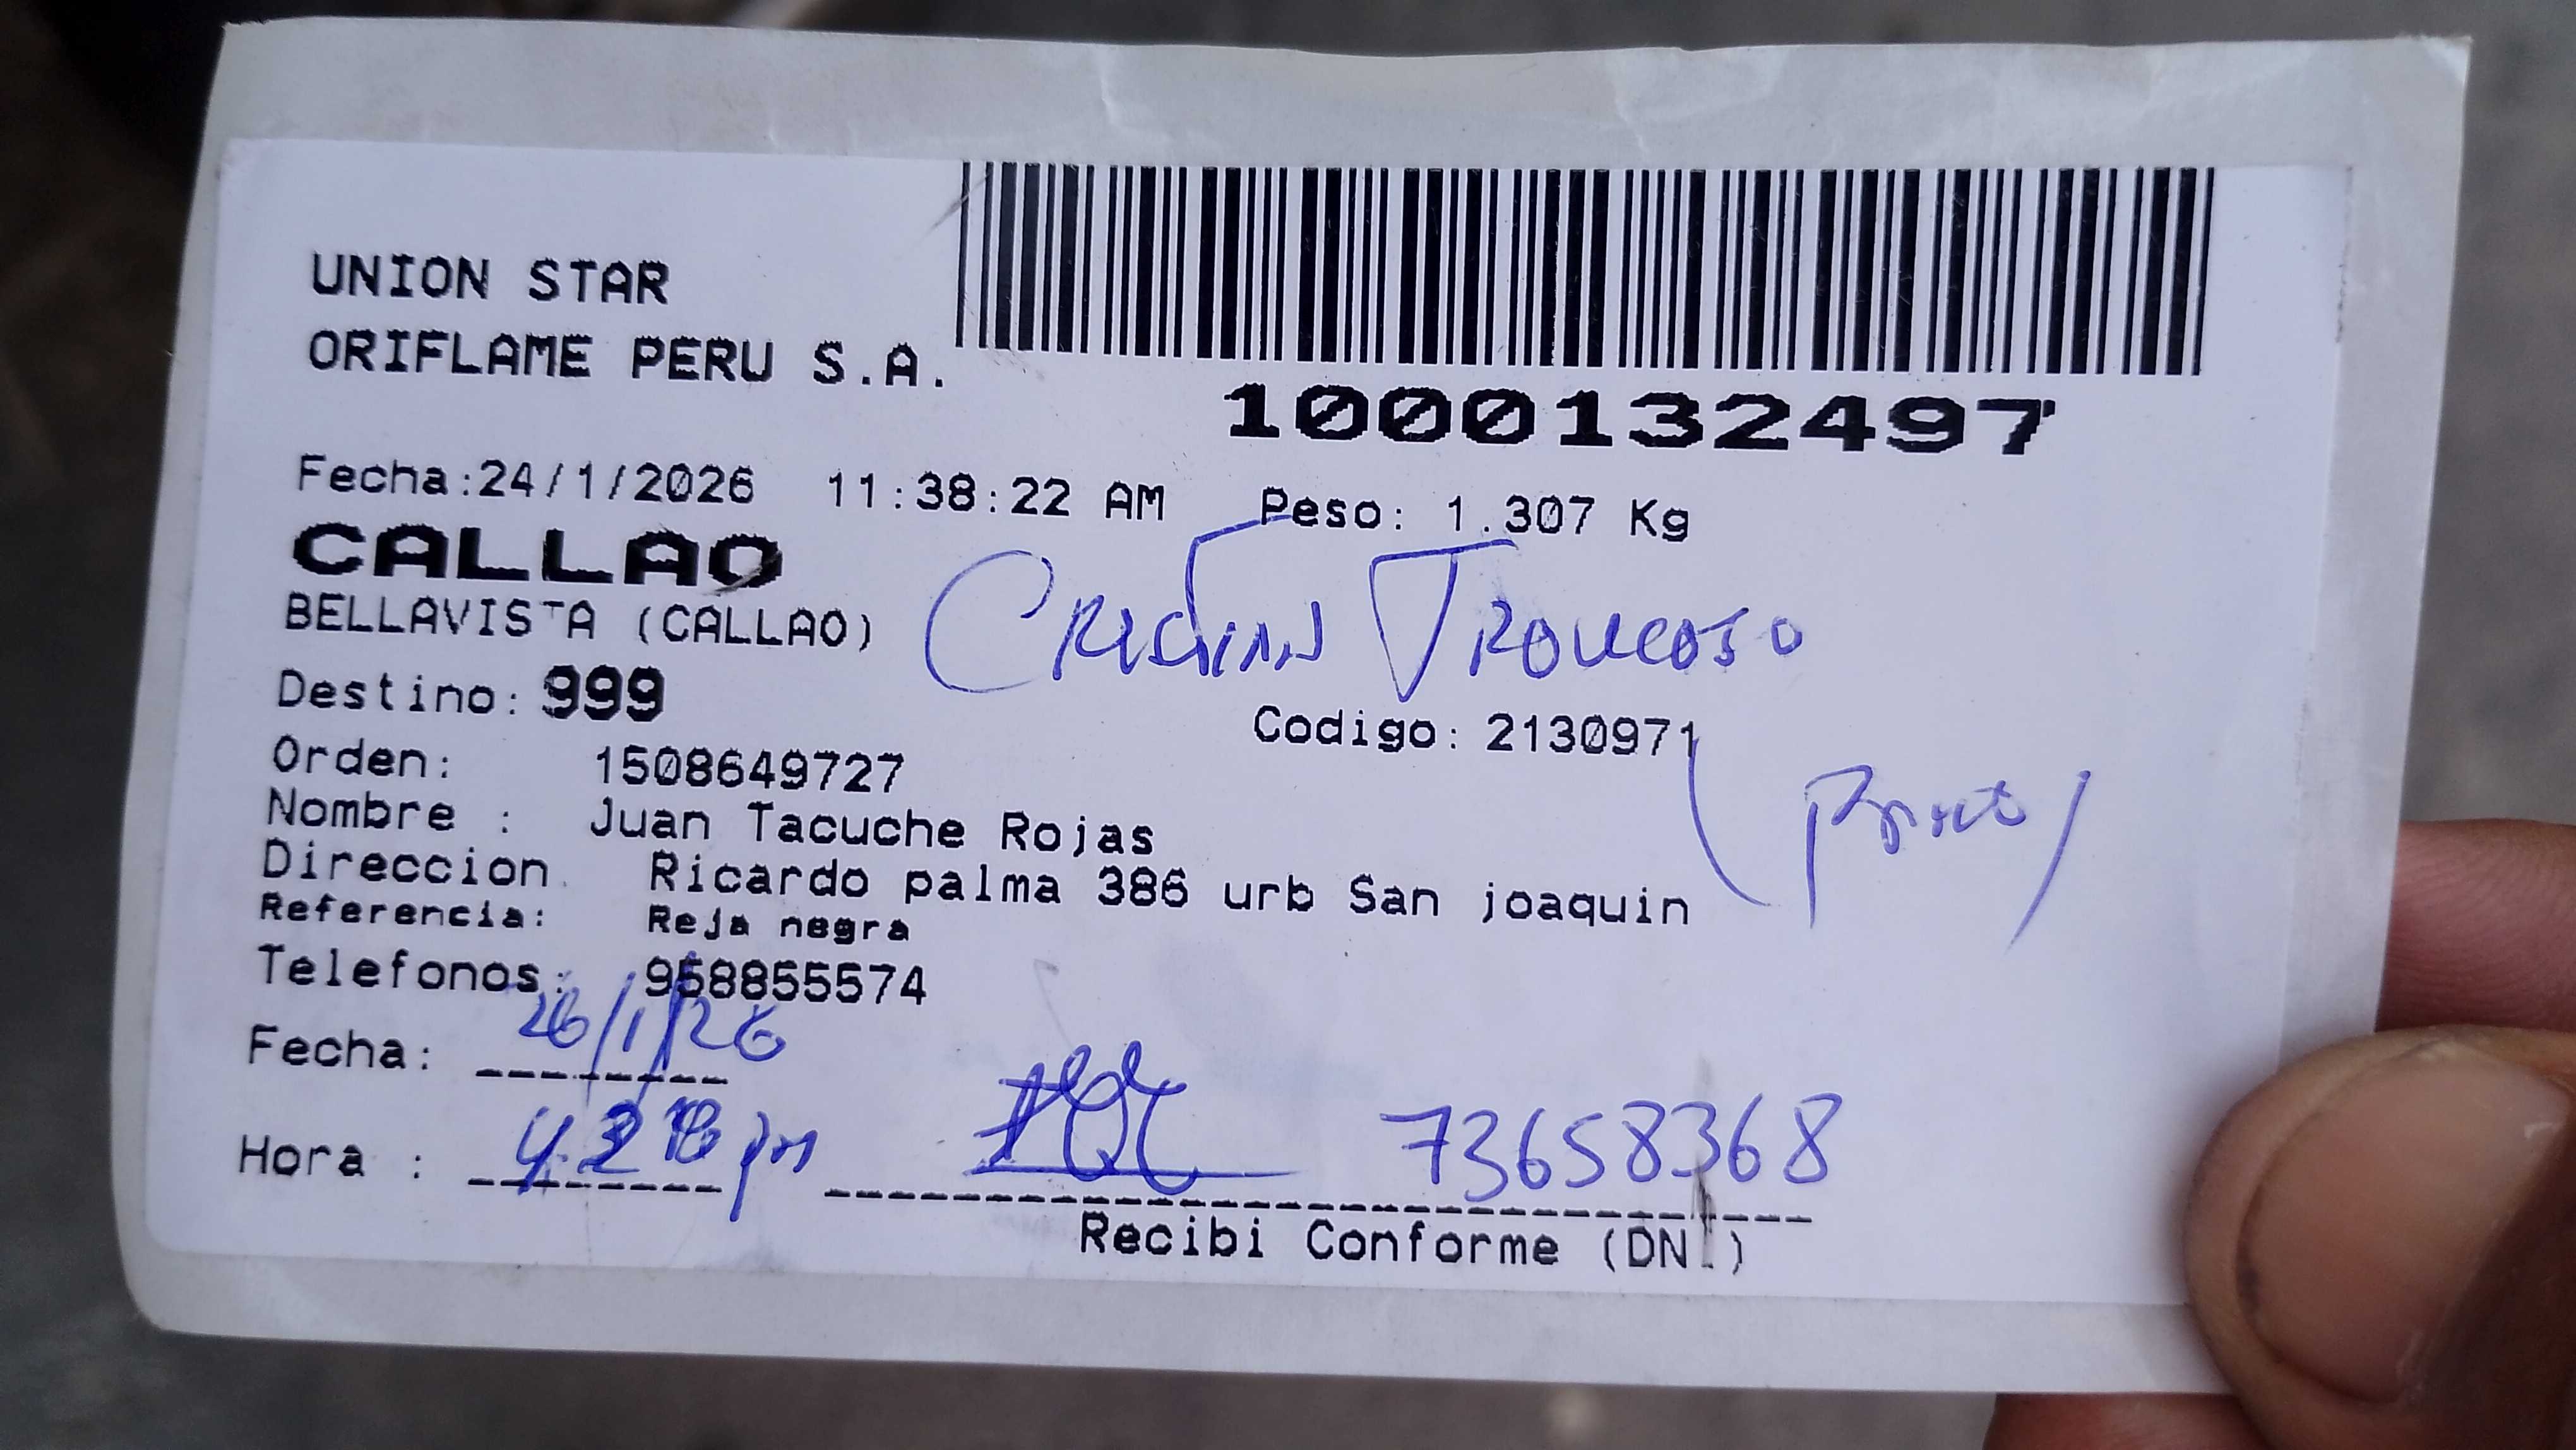 UNION STAR
ORIFLAME PERU S.A.
1000132497
Fecha:24/1/2026 11:38:22 AM Peso: 1.307 Kg
CALLAO
BELLAVISTA (CALLAO)
Destino: 999
Codigo: 2130971
Orden: 1508649727
Nombre : Juan Tacuche Rojas
Direccion Ricardo palma 386 urb San joaquin
Referencia: Reja negra
Telefonos: 958855574
Fecha: 26/1/26
Hora : pm 73658368
Recibi Conforme (DNI)